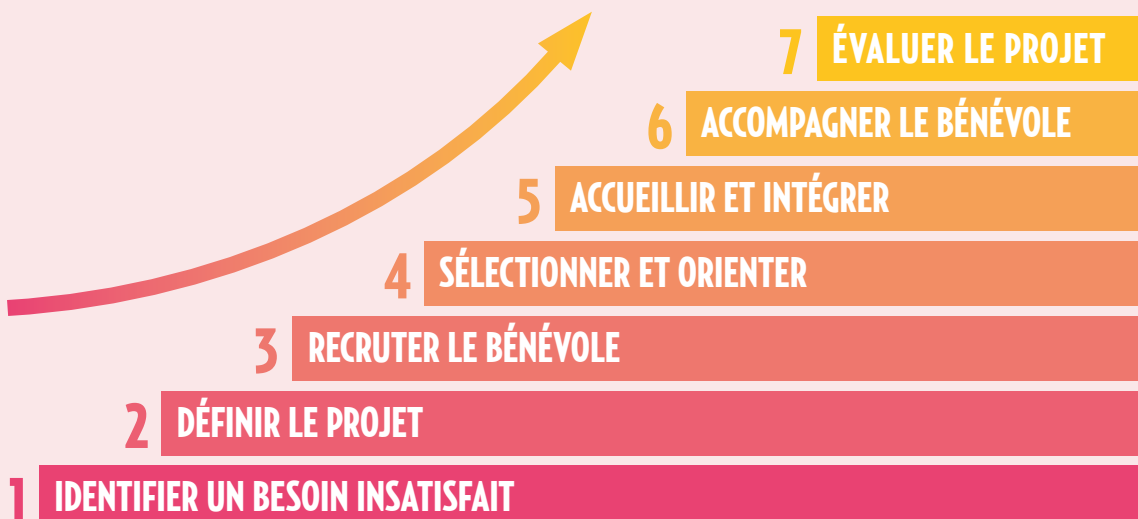 7 ÉVALUER LE PROJET
6 ACCOMPAGNER LE BÉNÉVOLE
5 ACCUEILLIR ET INTÉGRER
4 SÉLECTIONNER ET ORIENTER
3 RECRUTER LE BÉNÉVOLE
2 DÉFINIR LE PROJET
1 IDENTIFIER UN BESOIN INSATISFAIT